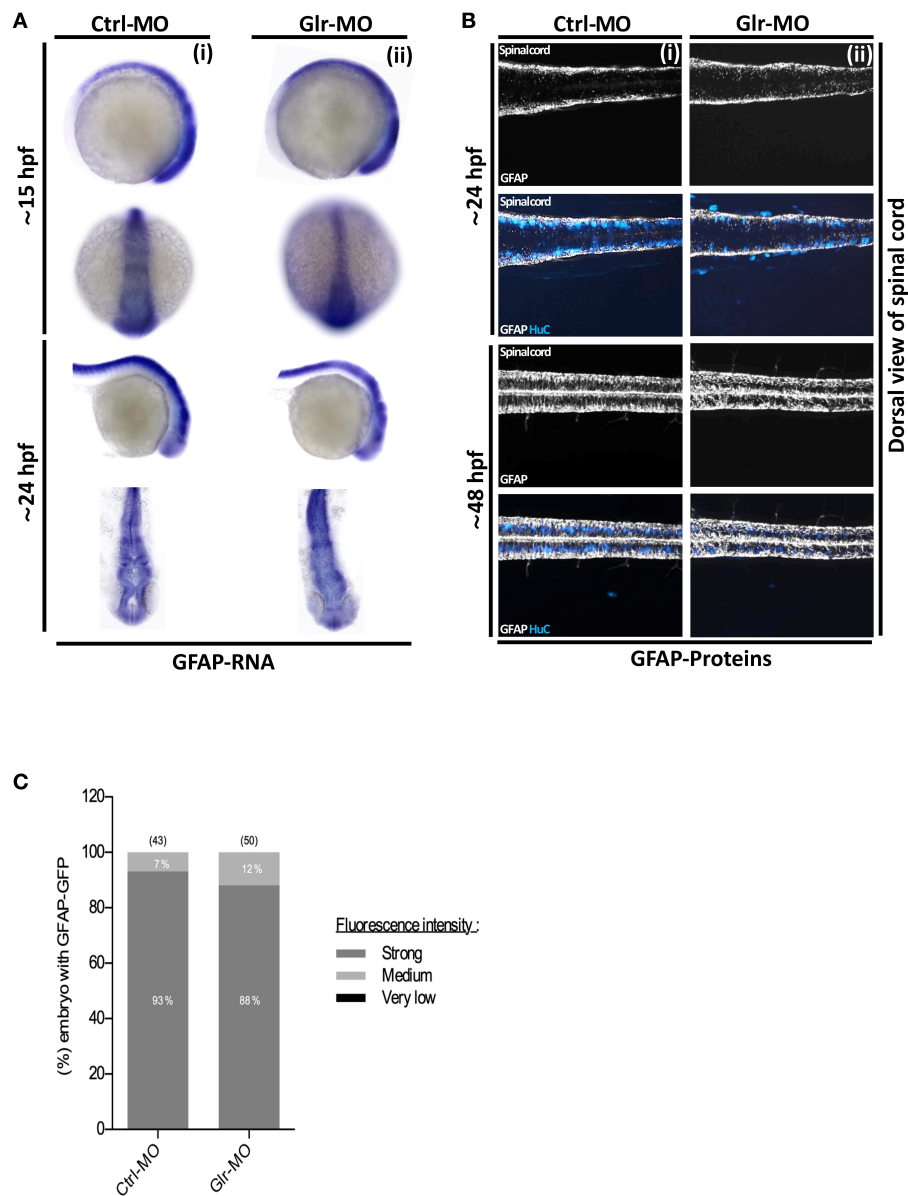 A
Ctrl-MO
Glr-MO
(i)
(ii)
~15 hpf
~24 hpf
GFAP-RNA
B
Ctrl-MO
Glr-MO
Spinal cord
(i)
(ii)
GFAP
Spinal cord
GFAP HuC
Spinal cord
GFAP
GFAP HuC
~24 hpf
~48 hpf
Dorsal view of spinal cord
GFAP-Proteins
C
(%) embryo with GFAP-GFP
120
100
80
60
40
20
0
(43)
(50)
7 %
12 %
93 %
88 %
Ctrl-MO
Glr-MO
Fluorescence intensity :
Strong
Medium
Very low